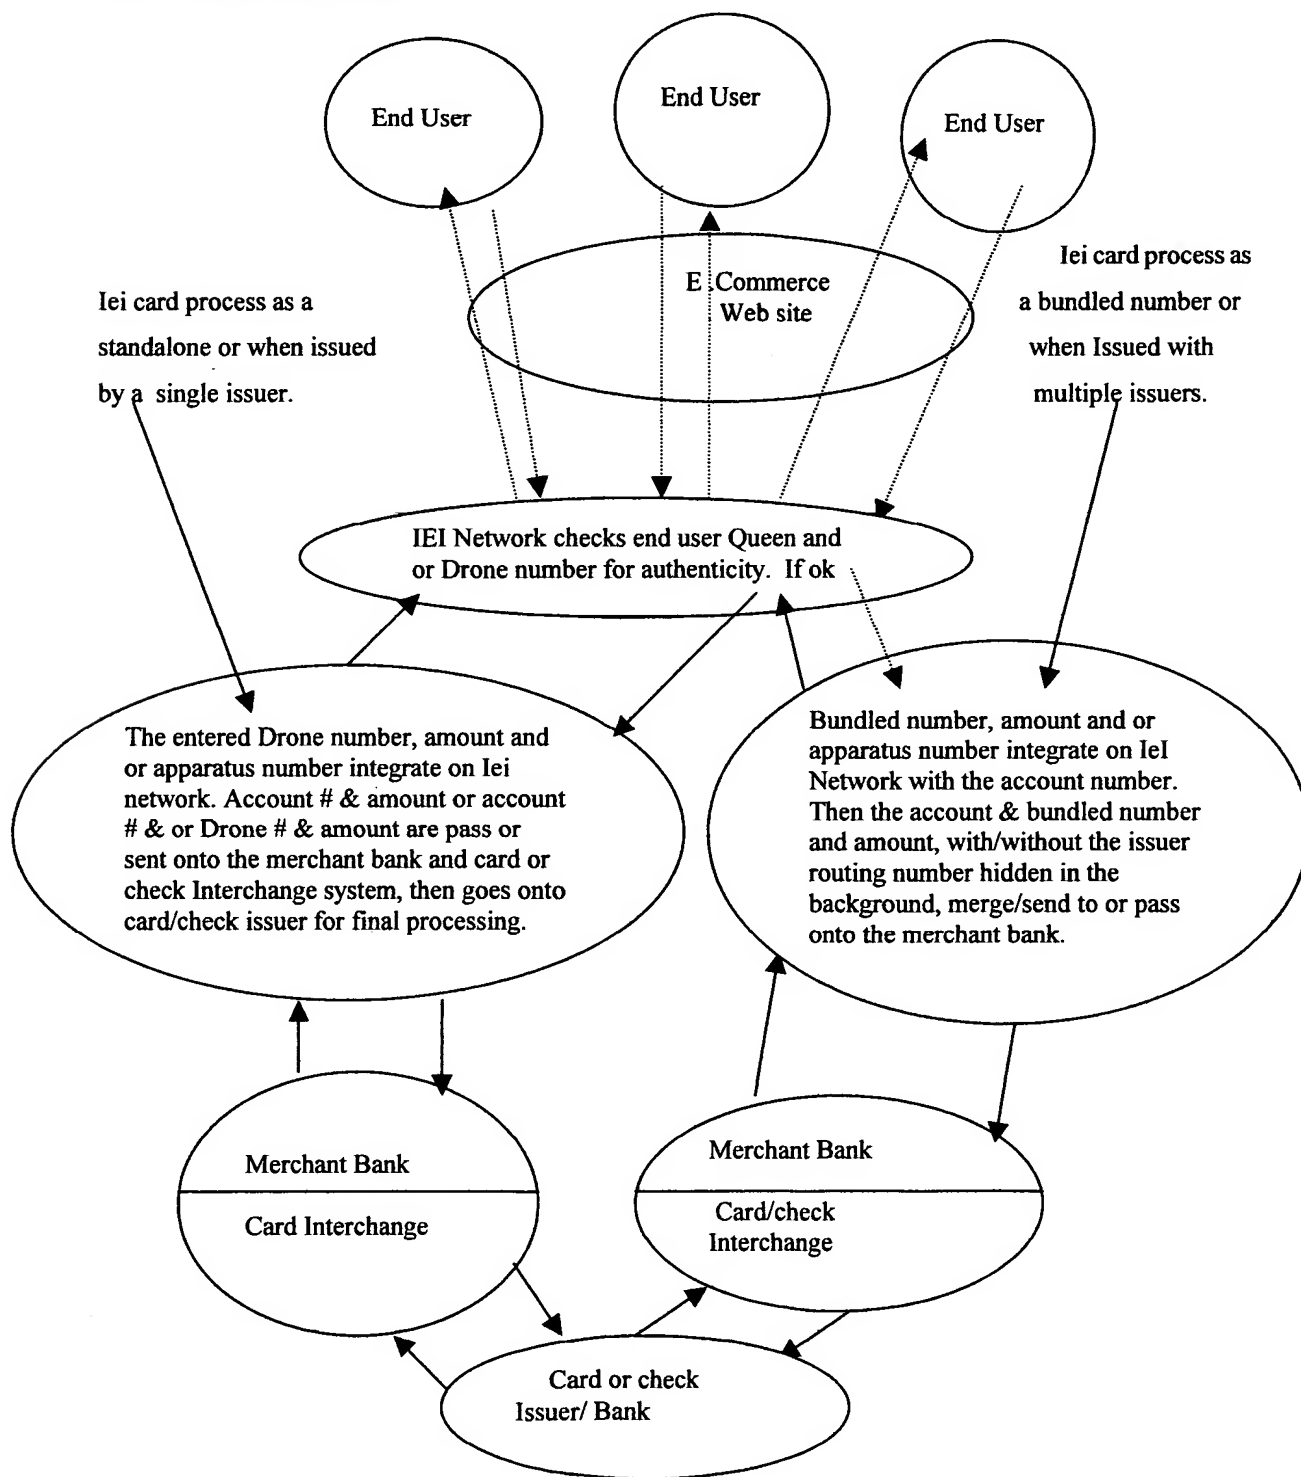 End User
End User
End User
E .Commerce
Web site
Iei card process as a
standalone or when issued
by a single issuer.
Iei card process as
a bundled number or
when Issued with
multiple issuers.
IEI Network checks end user Queen and
or Drone number for authenticity. If ok
The entered Drone number, amount and
or apparatus number integrate on Iei
network. Account # & amount or account
# & or Drone # & amount are pass or
sent onto the merchant bank and card or
check Interchange system, then goes onto
card/check issuer for final processing.
Bundled number, amount and or
apparatus number integrate on IeI
Network with the account number.
Then the account & bundled number
and amount, with/without the issuer
routing number hidden in the
background, merge/send to or pass
onto the merchant bank.
Merchant Bank
Card Interchange
Merchant Bank
Card/check
Interchange
Card or check
Issuer/ Bank